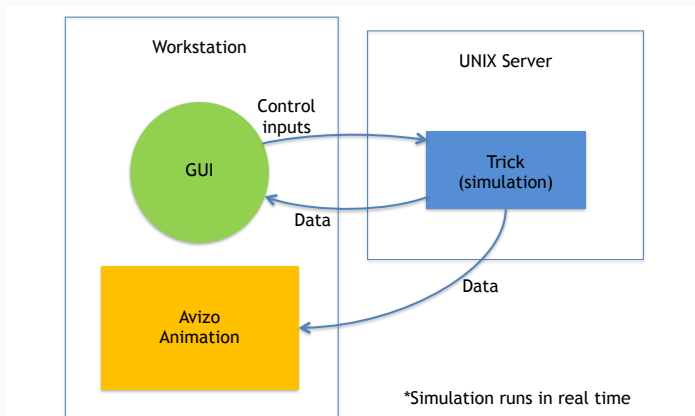 Workstation
UNIX Server
Control
inputs
GUI
Trick
(simulation)
Data
Data
Avizo
Animation
*Simulation runs in real time